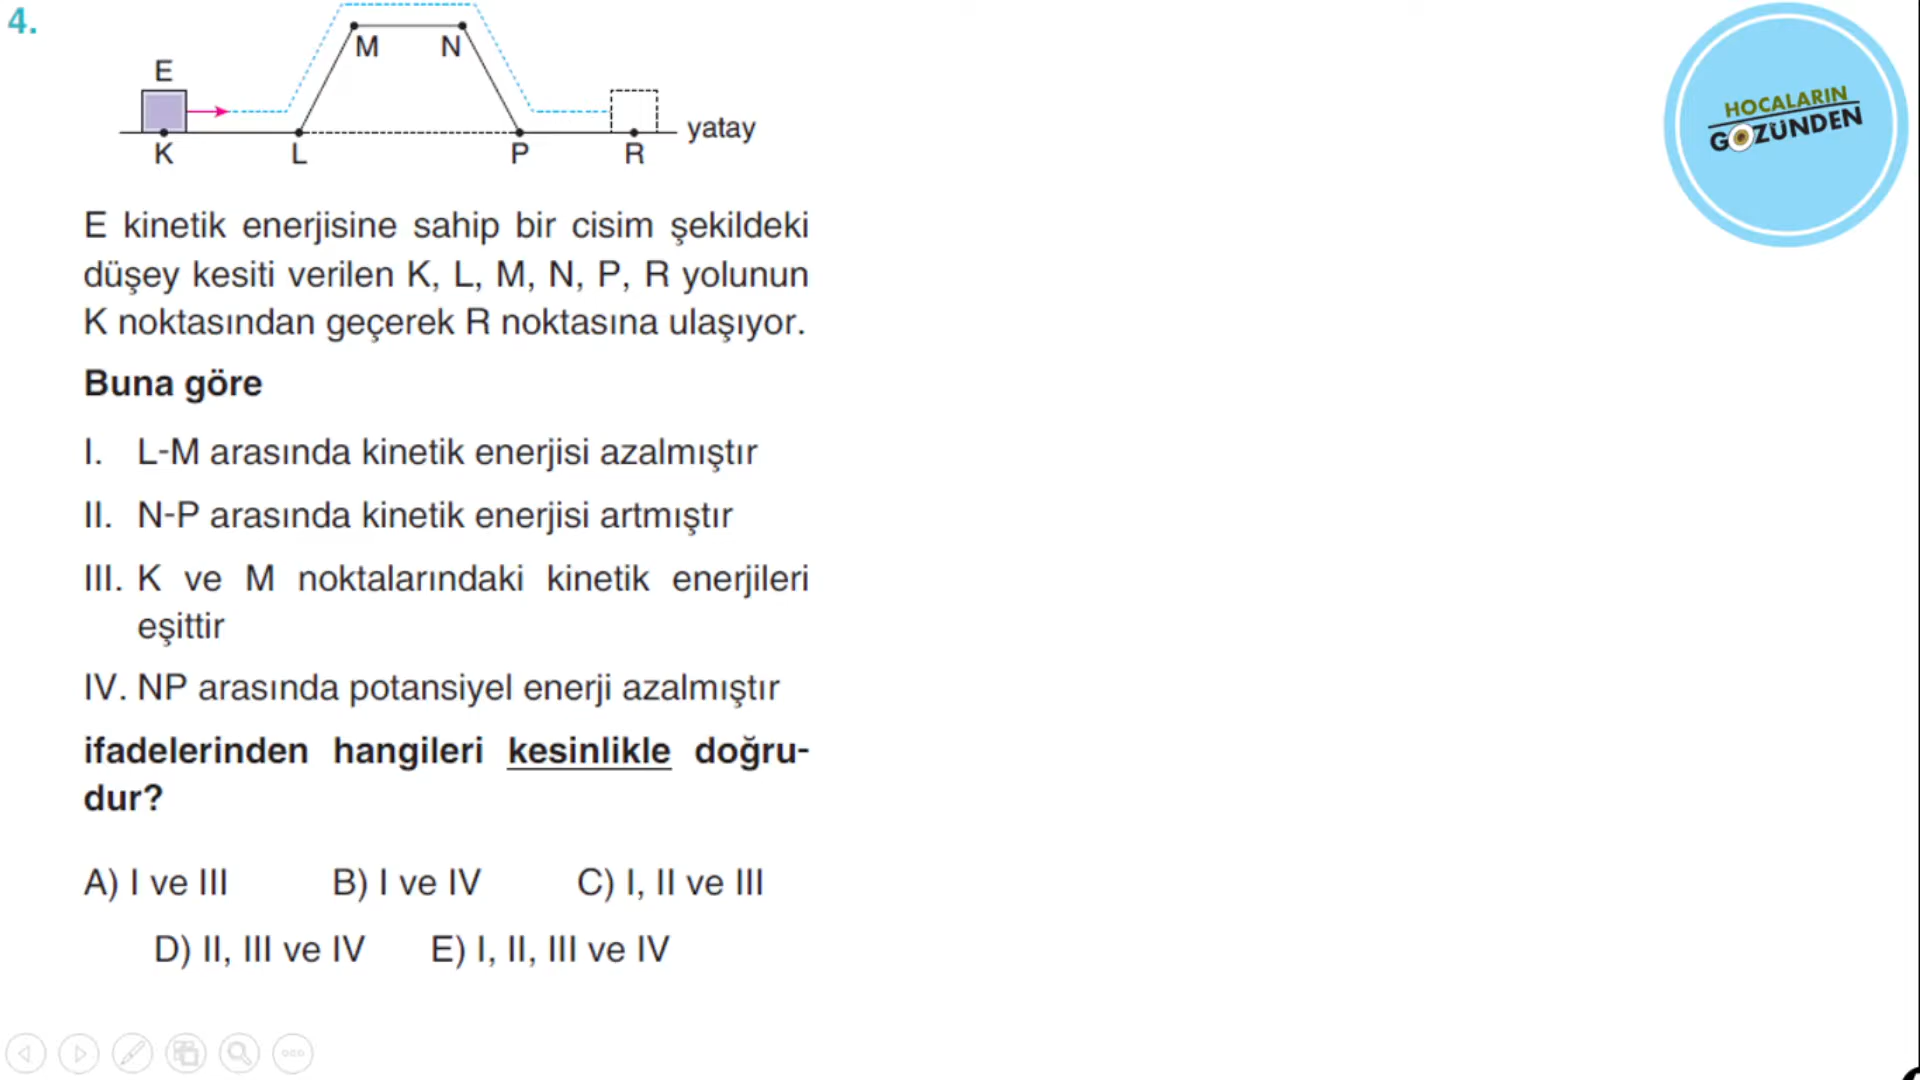 4.
M N
E
yatay
K L P R
HOCALARIN
GÖZÜNDEN
E kinetik enerjisine sahip bir cisim şekildeki
düşey kesiti verilen K, L, M, N, P, R yolunun
K noktasından geçerek R noktasına ulaşıyor.
Buna göre
I. L-M arasında kinetik enerjisi azalmıştır
II. N-P arasında kinetik enerjisi artmıştır
III. K ve M noktalarındaki kinetik enerjileri
eşittir
IV. NP arasında potansiyel enerji azalmıştır
ifadelerinden hangileri kesinlikle doğru-
dur?
A) I ve III B) I ve IV C) I, II ve III
D) II, III ve IV E) I, II, III ve IV